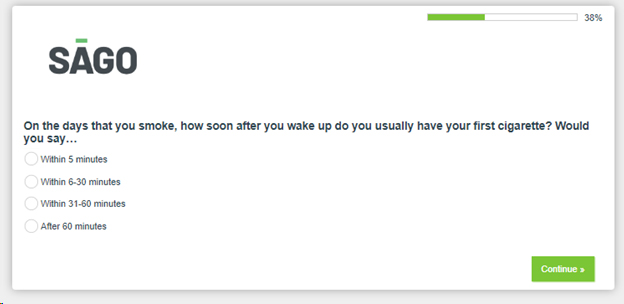 38%
SĀGO
On the days that you smoke, how soon after you wake up do you usually have your first cigarette? Would
you say…
Within 5 minutes
Within 6-30 minutes
Within 31-60 minutes
After 60 minutes
Continue »